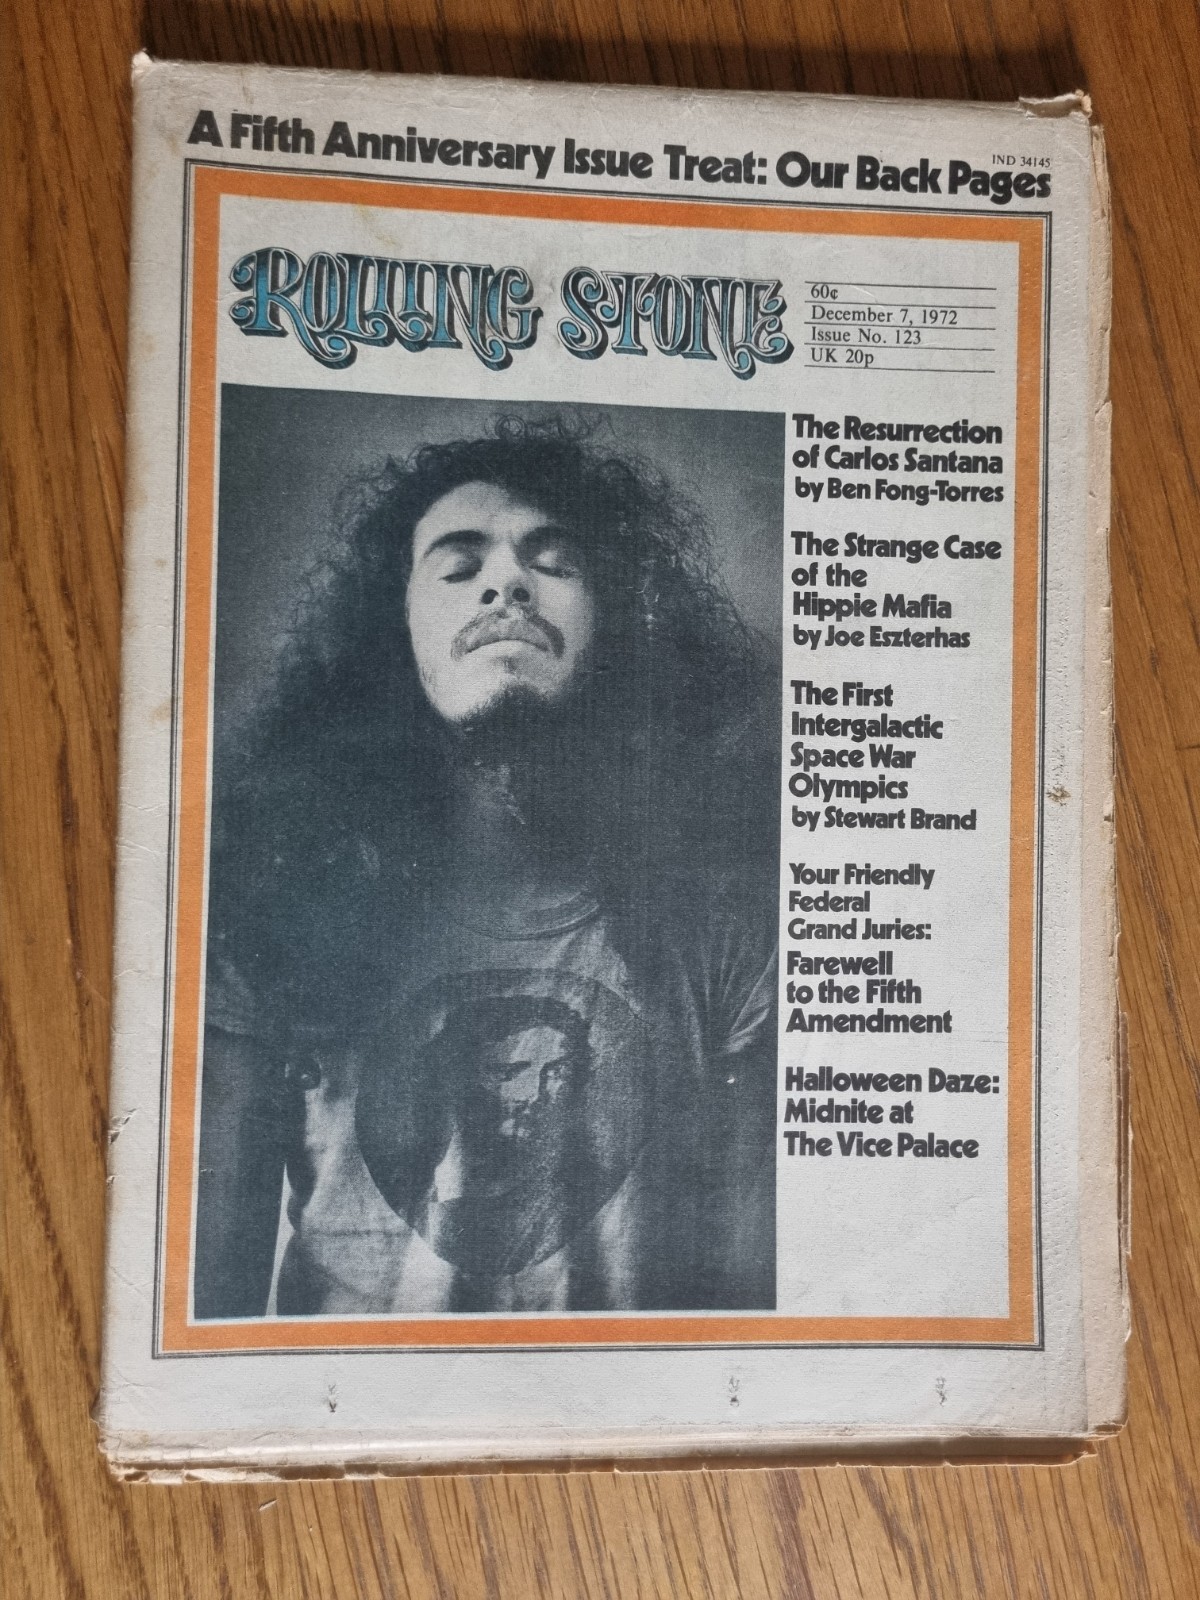 IND 34145
A Fifth Anniversary Issue Treat: Our Back Pages
ROLLING STONE
60¢
December 7, 1972
Issue No. 123
UK 20p
The Resurrection
of Carlos Santana
by Ben Fong-Torres
The Strange Case
of the
Hippie Mafia
by Joe Eszterhas
The First
Intergalactic
Space War
Olympics
by Stewart Brand
Your Friendly
Federal
Grand Juries:
Farewell
to the Fifth
Amendment
Halloween Daze:
Midnite at
The Vice Palace